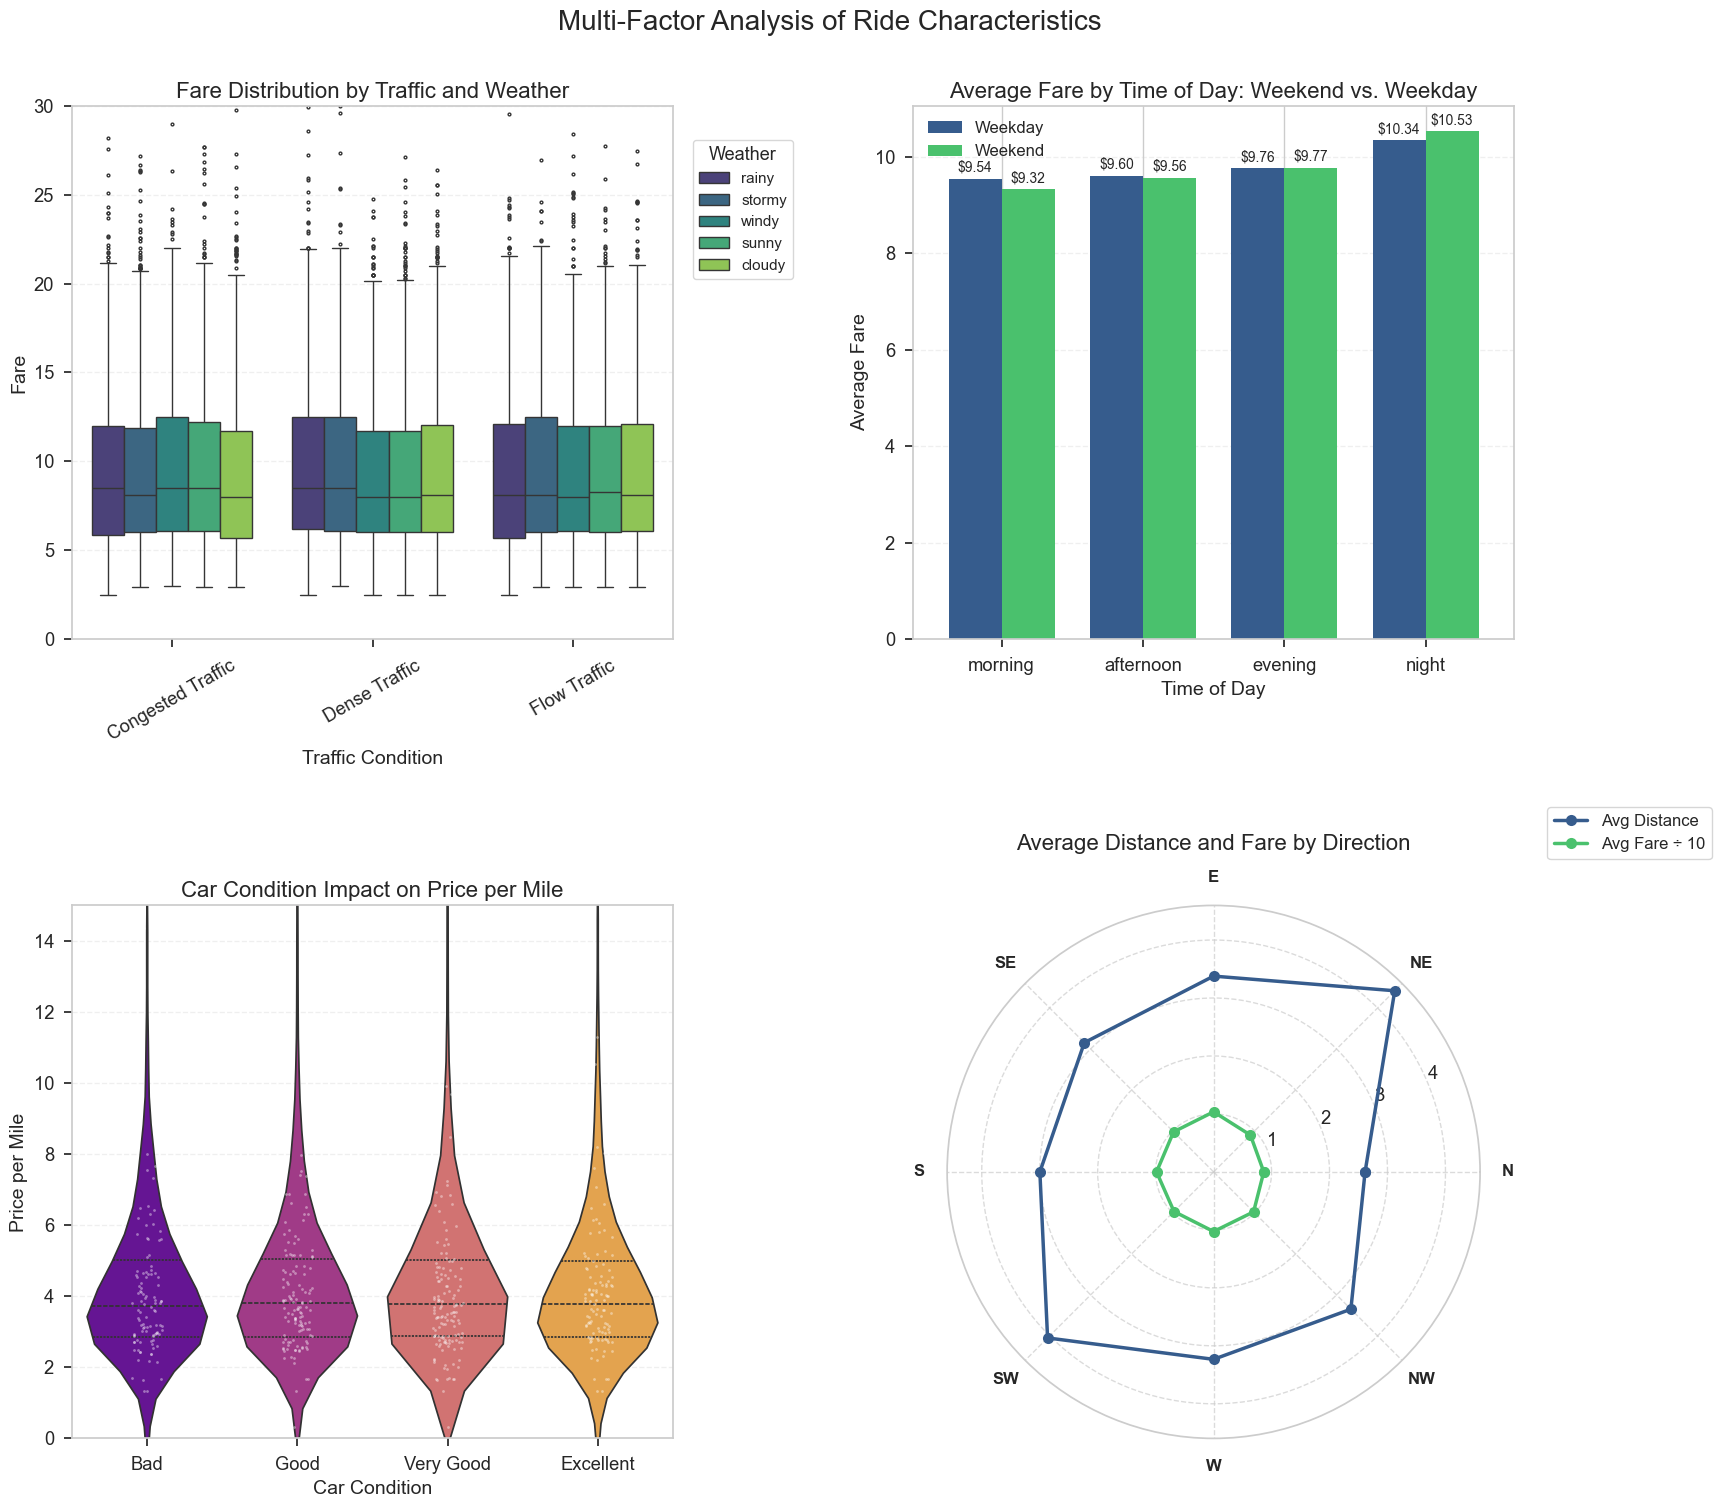 Multi-Factor Analysis of Ride Characteristics
Fare Distribution by Traffic and Weather
30
25
20
15
10
5
0
Fare
Congested Traffic
Dense Traffic
Flow Traffic
Traffic Condition
Weather
rainy
stormy
windy
sunny
cloudy
Average Fare by Time of Day: Weekend vs. Weekday
Weekday
Weekend
$9.54
$9.32
$9.60
$9.56
$9.76
$9.77
$10.34
$10.53
10
8
6
4
2
0
Average Fare
morning
afternoon
evening
night
Time of Day
Car Condition Impact on Price per Mile
14
12
10
8
6
4
2
0
Price per Mile
Bad
Good
Very Good
Excellent
Car Condition
Avg Distance
Avg Fare ÷ 10
Average Distance and Fare by Direction
E
SE
NE
4
3
2
1
S
N
SW
NW
W